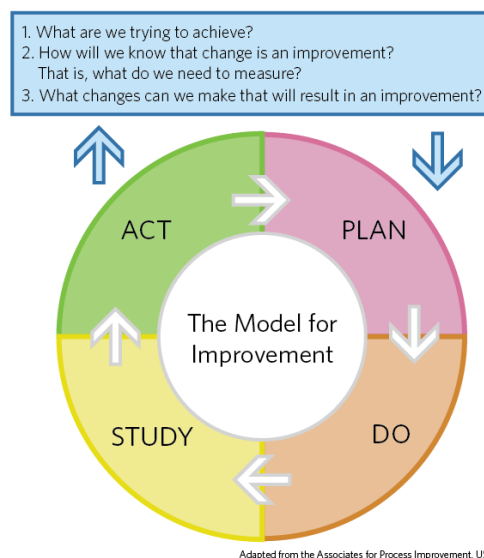 1. What are we trying to achieve?
2. How will we know that change is an improvement?
That is, what do we need to measure?
3. What changes can we make that will result in an improvement?
ACT
PLAN
The Model for
Improvement
STUDY
DO
Adapted from the Associates for Process Improvement,